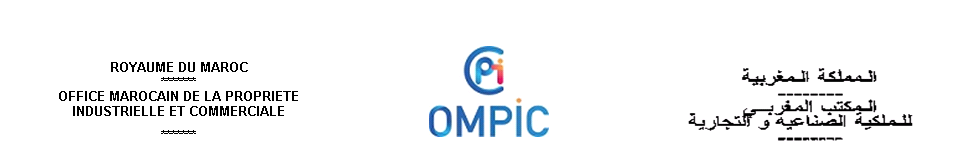 ROYAUME DU MAROC
OFFICE MAROCAIN DE LA PROPRIETE
INDUSTRIELLE ET COMMERCIALE
OMPIC
المملكة المغربية
المكتب المغربي
للملكية الصناعية و التجارية